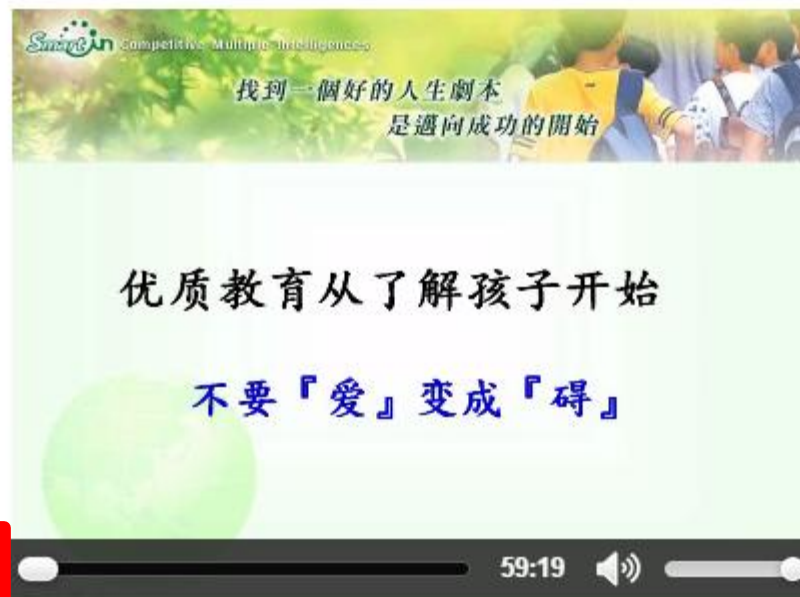 Smart in Competitive Multiple Intelligences
找到一個好的人生劇本
是邁向成功的開始
优质教育从了解孩子开始
不要『爱』变成『碍』
59:19